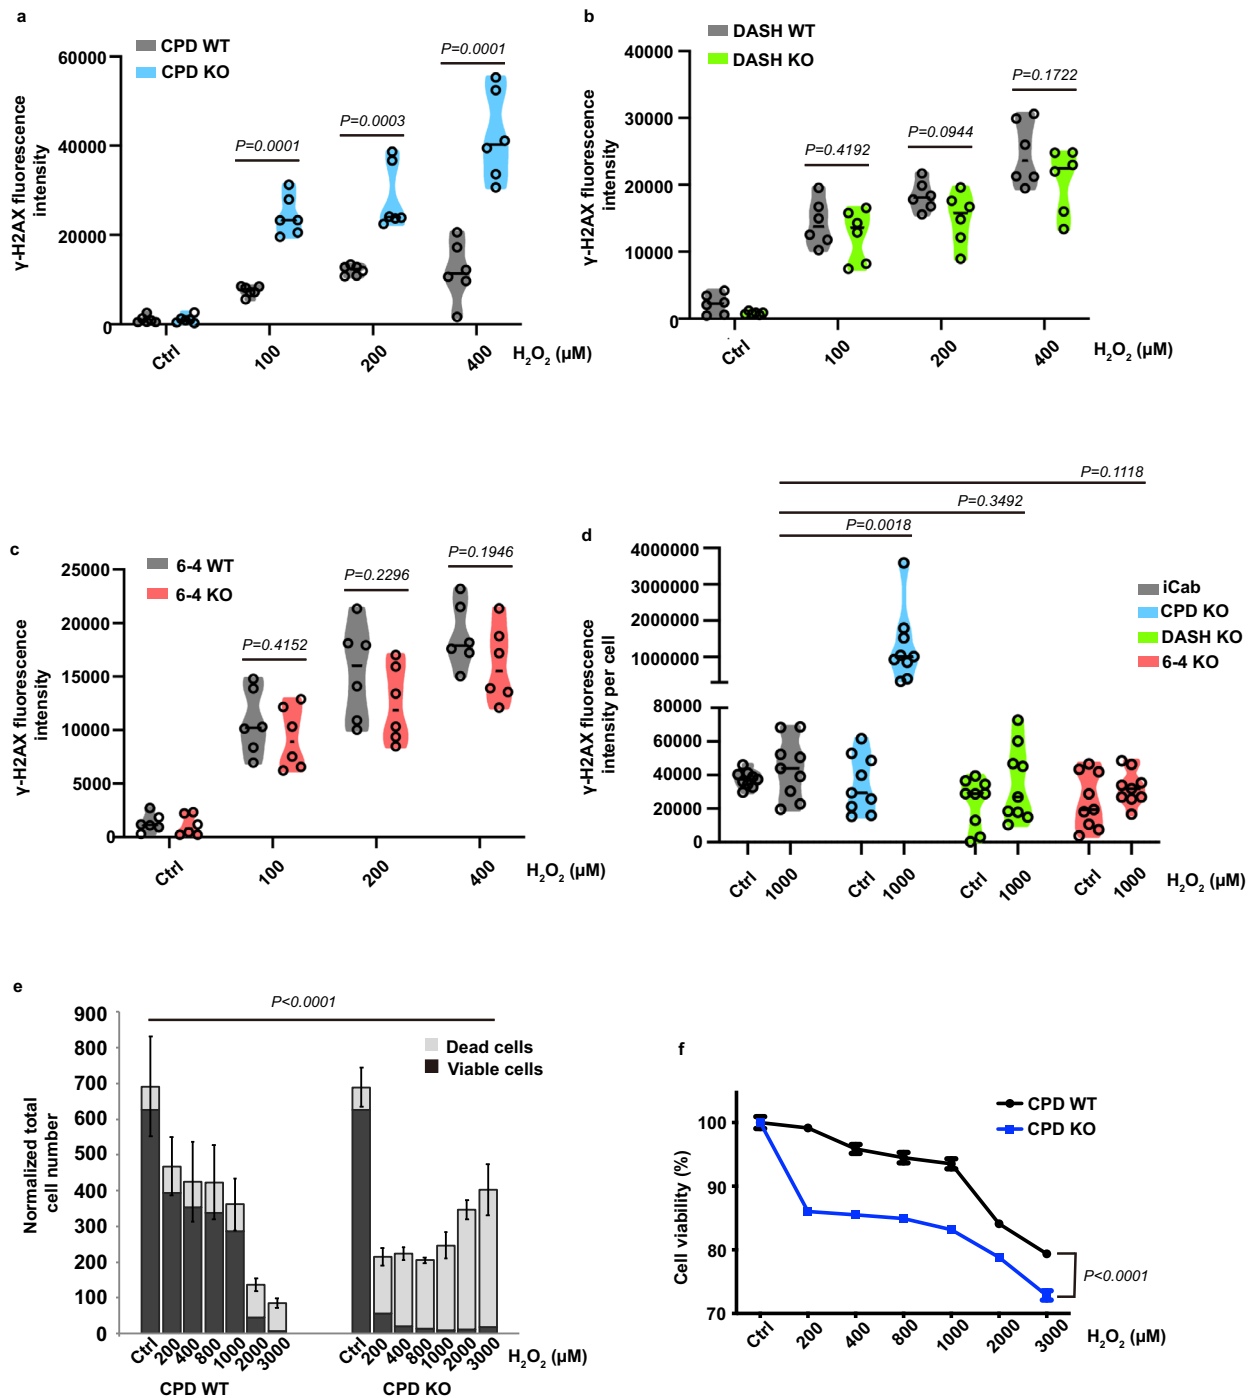 a
CPD WT
CPD KO
P=0.0001
P=0.0003
P=0.0001
γ-H2AX fluorescence
intensity
60000
40000
20000
0
Ctrl
100
200
400
H₂O₂ (µM)
b
DASH WT
DASH KO
P=0.4192
P=0.0944
P=0.1722
γ-H2AX fluorescence
intensity
40000
30000
20000
10000
0
Ctrl
100
200
400
H₂O₂ (µM)
c
6-4 WT
6-4 KO
P=0.4152
P=0.2296
P=0.1946
γ-H2AX fluorescence
intensity
25000
20000
15000
10000
5000
0
Ctrl
100
200
400
H₂O₂ (µM)
d
P=0.1118
P=0.3492
P=0.0018
iCab
CPD KO
DASH KO
6-4 KO
γ-H2AX fluorescence
intensity per cell
4000000
3000000
2000000
1000000
80000
60000
40000
20000
0
Ctrl
1000
Ctrl
1000
Ctrl
1000
Ctrl
1000
H₂O₂ (µM)
e
P<0.0001
Dead cells
Viable cells
Normalized total
cell number
900
800
700
600
500
400
300
200
100
0
Ctrl
200
400
800
1000
2000
3000
Ctrl
200
400
800
1000
2000
3000
H₂O₂ (µM)
CPD WT
CPD KO
f
CPD WT
CPD KO
Cell viability (%)
100
90
80
70
P<0.0001
Ctrl
200
400
800
1000
2000
3000
H₂O₂ (µM)